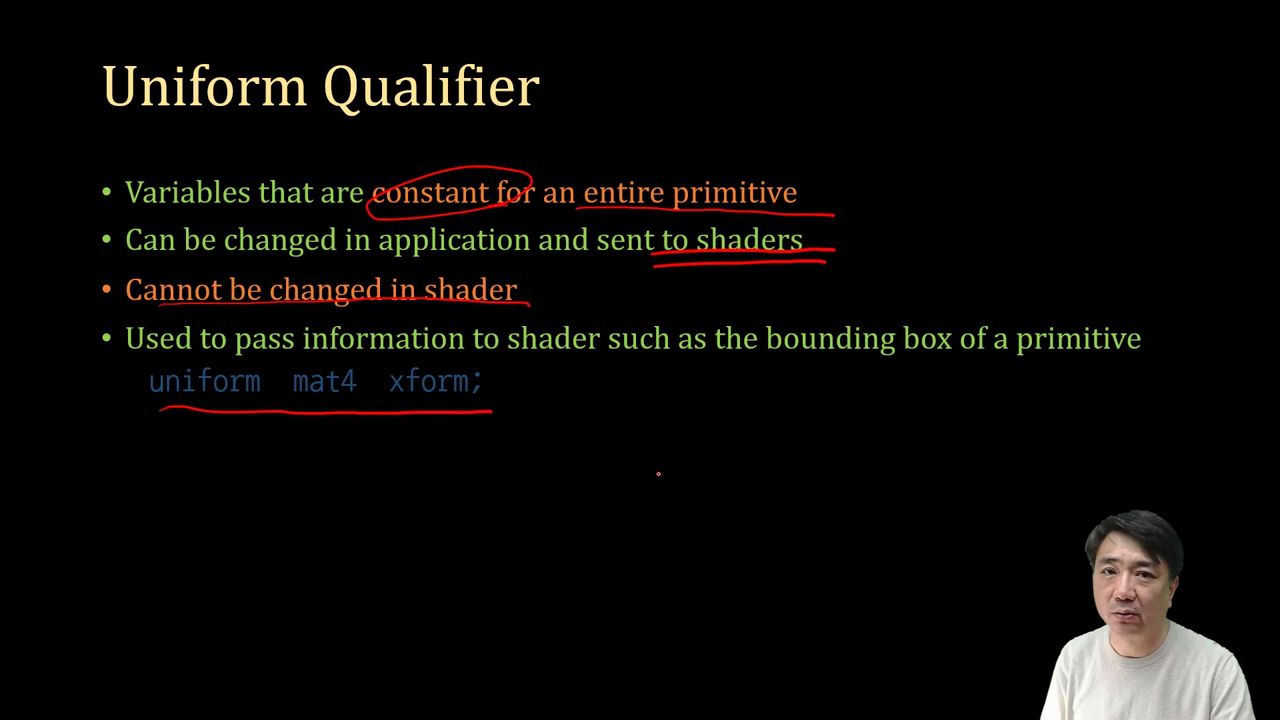 Uniform Qualifier
• Variables that are constant for an entire primitive
• Can be changed in application and sent to shaders
• Cannot be changed in shader
• Used to pass information to shader such as the bounding box of a primitive
uniform mat4 xform;